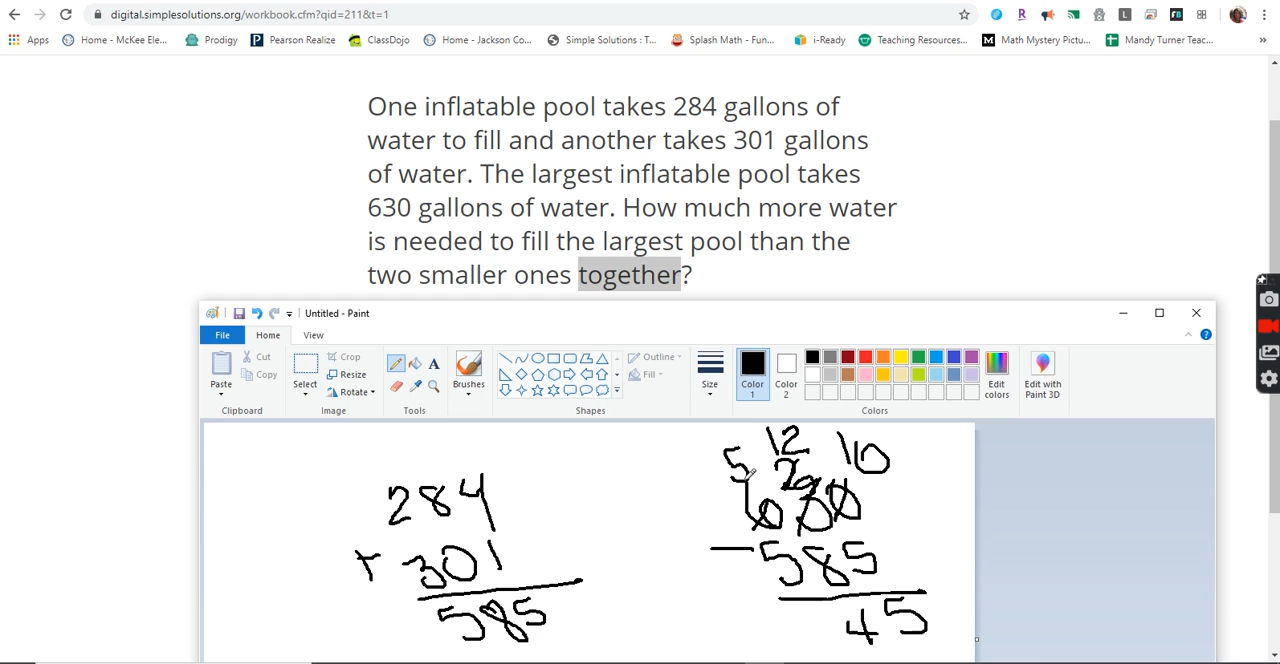 digital.simplesolutions.org/workbook.cfm?qid=211&t=1
Apps Home - McKee Ele... Prodigy Pearson Realize ClassDojo Home - Jackson Co... Simple Solutions : T... Splash Math - Fun... i-Ready Teaching Resources... Math Mystery Pictu... Mandy Turner Teac... »
One inflatable pool takes 284 gallons of
water to fill and another takes 301 gallons
of water. The largest inflatable pool takes
630 gallons of water. How much more water
is needed to fill the largest pool than the
two smaller ones together?
Untitled - Paint
File Home View
Paste
Cut
Copy
Clipboard
Select
Crop
Resize
Rotate
Image
A
Tools
Brushes
Outline
Fill
Shapes
Size
Color
1
Color
2
Edit
colors
Colors
Edit with
Paint 3D
284
+ 301
585
5 12 10
2
630
- 585
45